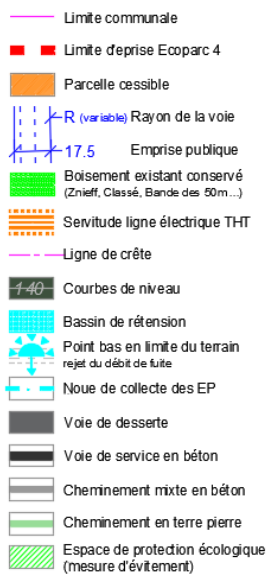 Limite communale
Limite d'eprise Ecoparc 4
Parcelle cessible
R (variable) Rayon de la voie
17.5 Emprise publique
Boisement existant conservé
(Znieff, Classé, Bande des 50m...)
Servitude ligne électrique THT
Ligne de crête
140 Courbes de niveau
Bassin de rétension
Point bas en limite du terrain
rejet du débit de fuite
Noue de collecte des EP
Voie de desserte
Voie de service en béton
Cheminement mixte en béton
Cheminement en terre pierre
Espace de protection écologique
(mesure d'évitement)